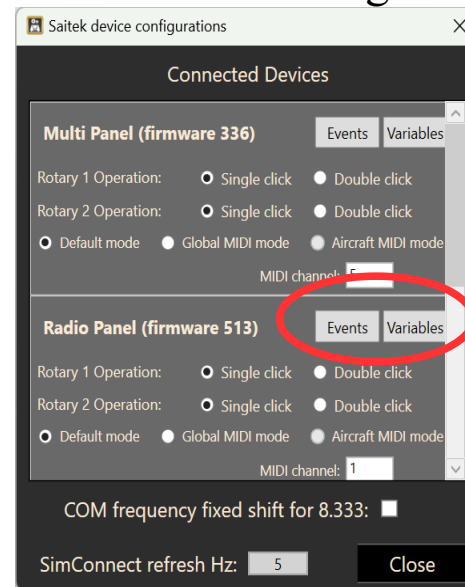 Saitek device configurations
Connected Devices
Multi Panel (firmware 336) Events Variables
Rotary 1 Operation: Single click Double click
Rotary 2 Operation: Single click Double click
Default mode Global MIDI mode Aircraft MIDI mode
MIDI channel:
Radio Panel (firmware 513) Events Variables
Rotary 1 Operation: Single click Double click
Rotary 2 Operation: Single click Double click
Default mode Global MIDI mode Aircraft MIDI mode
MIDI channel: 1
COM frequency fixed shift for 8.333:
SimConnect refresh Hz: 5 Close